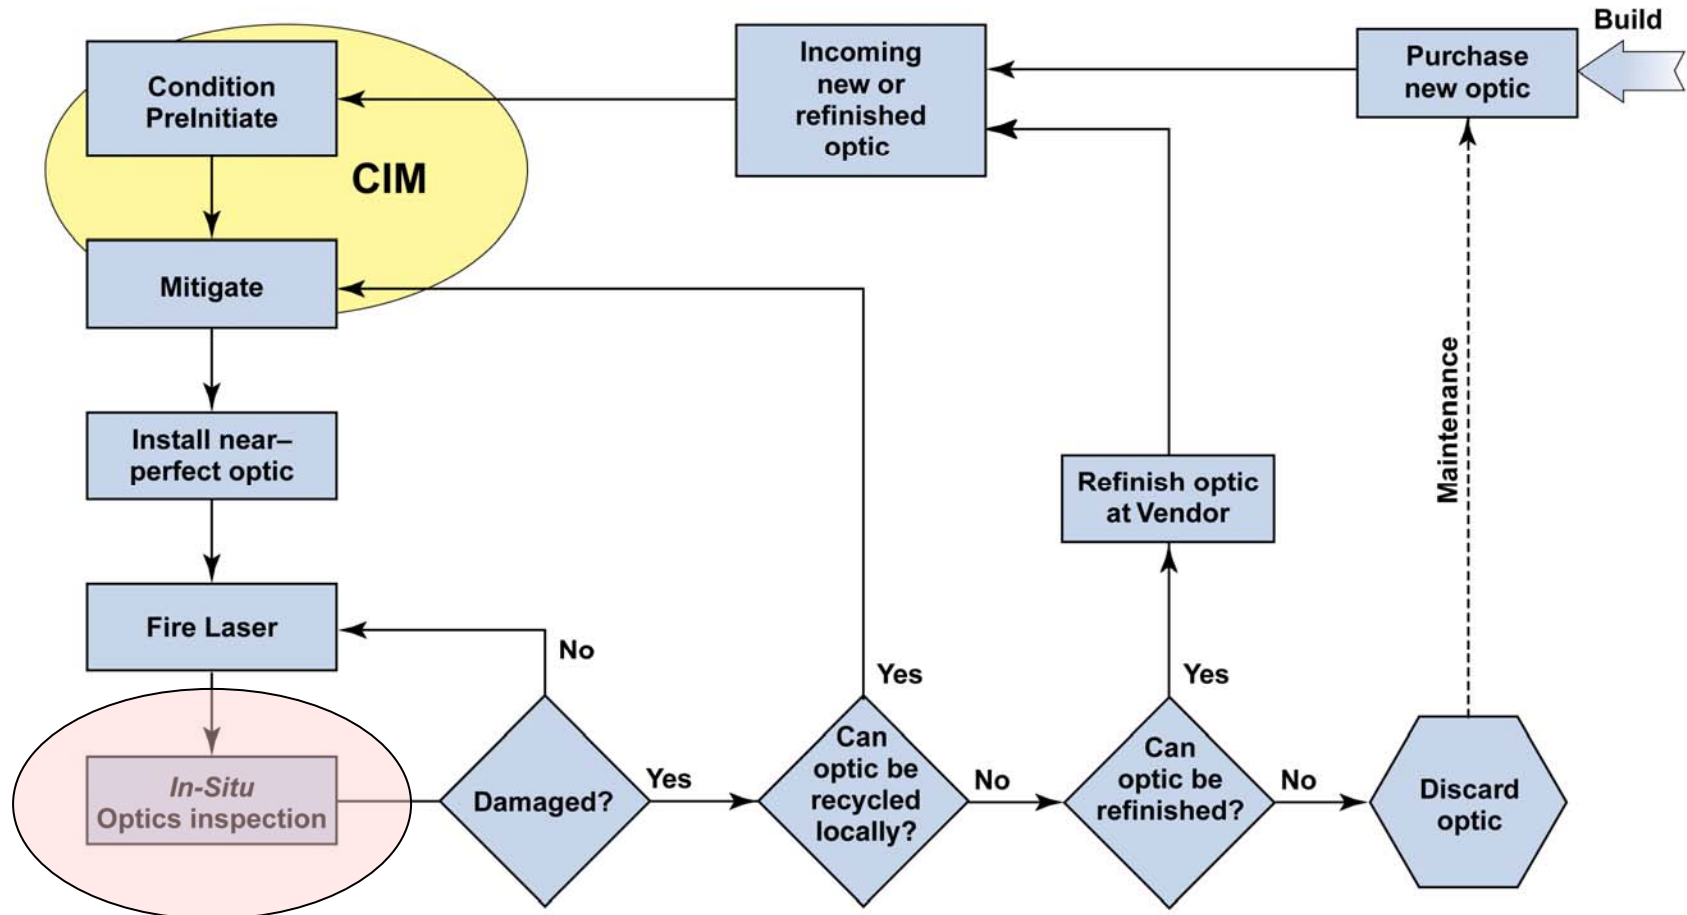 Build
Condition
PreInitiate
CIM
Incoming
new or
refinished
optic
Purchase
new optic
Mitigate
Install near–
perfect optic
Maintenance
Refinish optic
at Vendor
Fire Laser
No
Yes
Yes
In-Situ
Optics inspection
Damaged?
Yes
Can
optic be
recycled
locally?
No
Can
optic be
refinished?
No
Discard
optic